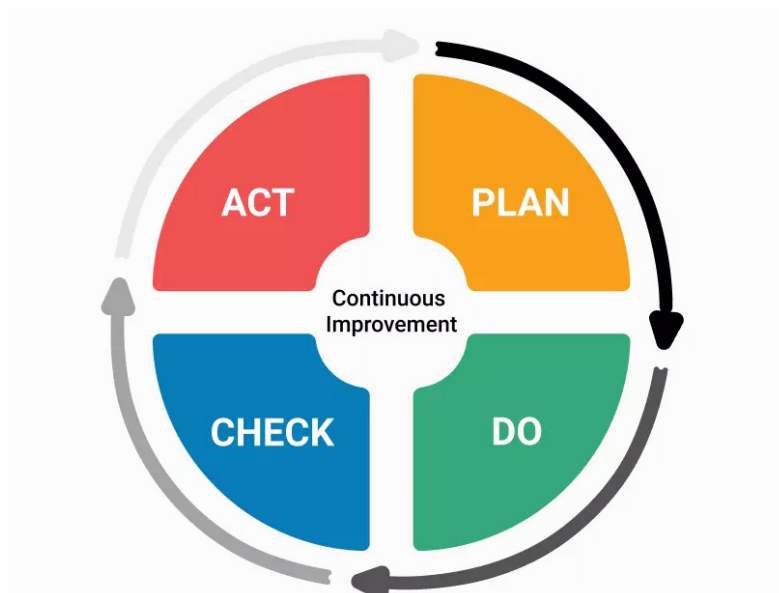 ACT
PLAN
Continuous
Improvement
CHECK
DO